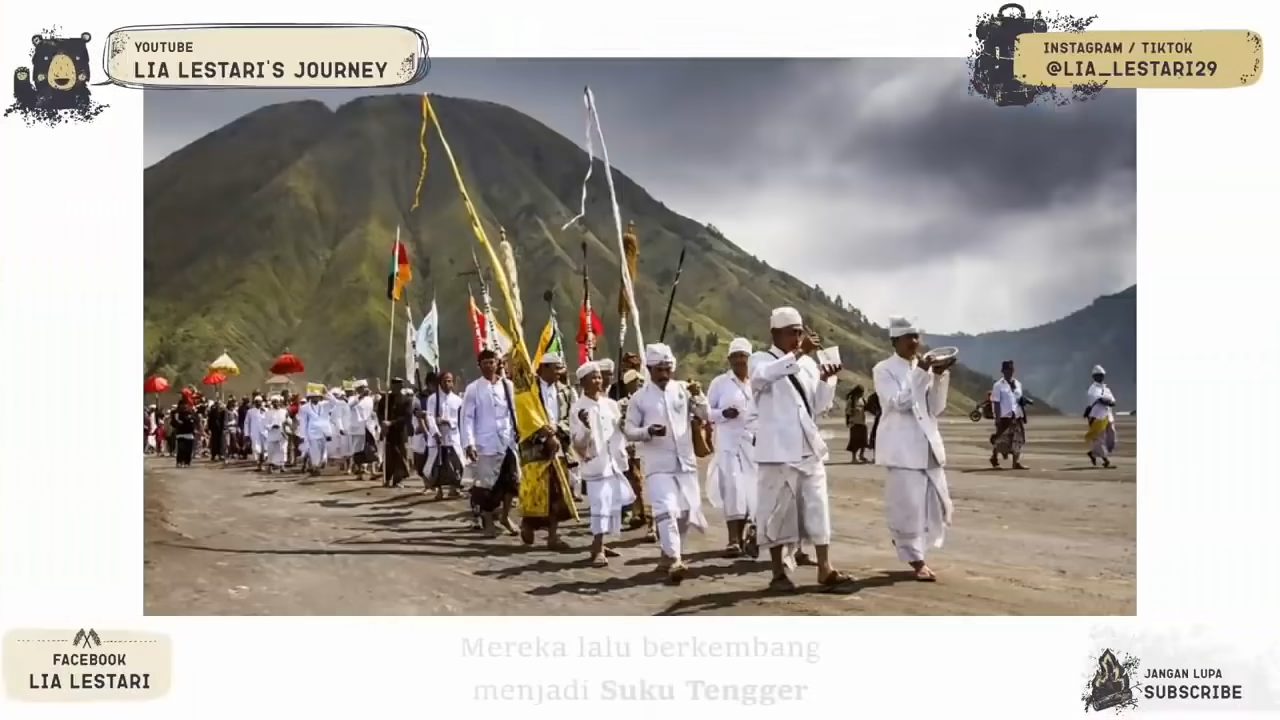 YOUTUBE
LIA LESTARI'S JOURNEY
INSTAGRAM / TIKTOK
@LIA_LESTARI29
FACEBOOK
LIA LESTARI
Mereka lalu berkembang
menjadi Suku Tengger
JANGAN LUPA
SUBSCRIBE